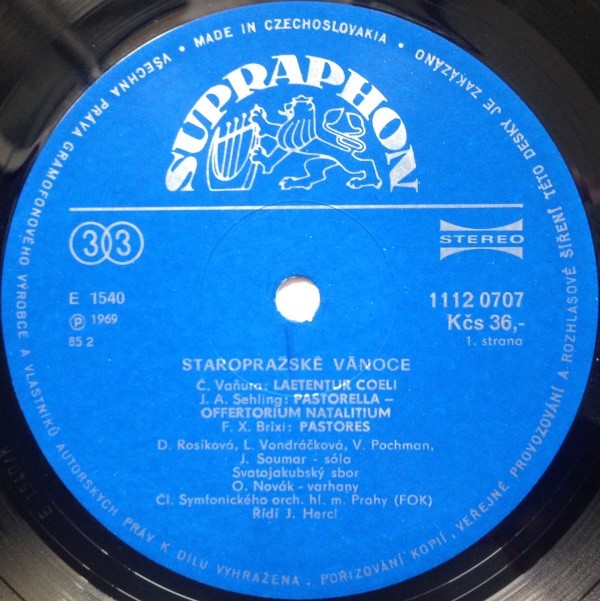 VŠECHNA PRÁVA GRAMOFONOVÉHO VÝROBCE A VLASTNÍKŮ AUTORSKÝCH PRÁV K DÍLU VYHRAŽENA. POŘIZOVÁNÍ KOPIÍ, VEŘEJNÉ PROVOZOVÁNÍ A ROZHLASOVÉ ŠÍŘENÍ TÉTO DESKY JE ZAKÁZÁNO • MADE IN CZECHOSLOVAKIA •
SUPRAPHON
33
STEREO
E 1540
1112 0707
Ⓟ 1969
Kčs 36,-
85 2
1. strana
STAROPRAŽSKÉ VÁNOCE
Č. Vaňura: LAETENTUR COELI
J. A. Sehling: PASTORELLA –
OFFERTORIUM NATALITIUM
F. X. Brixi: PASTORES
D. Rosíková, L. Vondráčková, V. Pochman,
J. Soumar - sóla
Svatojakubský sbor
O. Novák - varhany
Čl. Symfonického orch. hl. m. Prahy (FOK)
Řídí J. Hercl